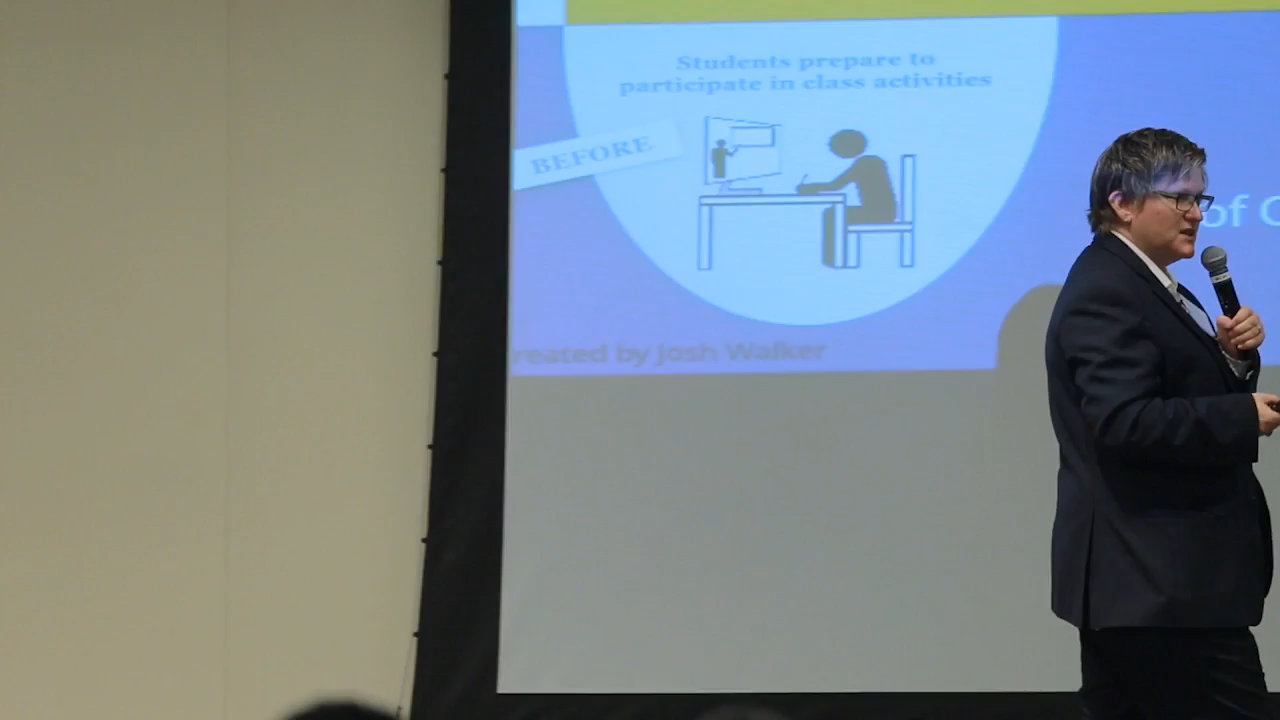 Students prepare to
participate in class activities
BEFORE
of
reated by Josh Walker